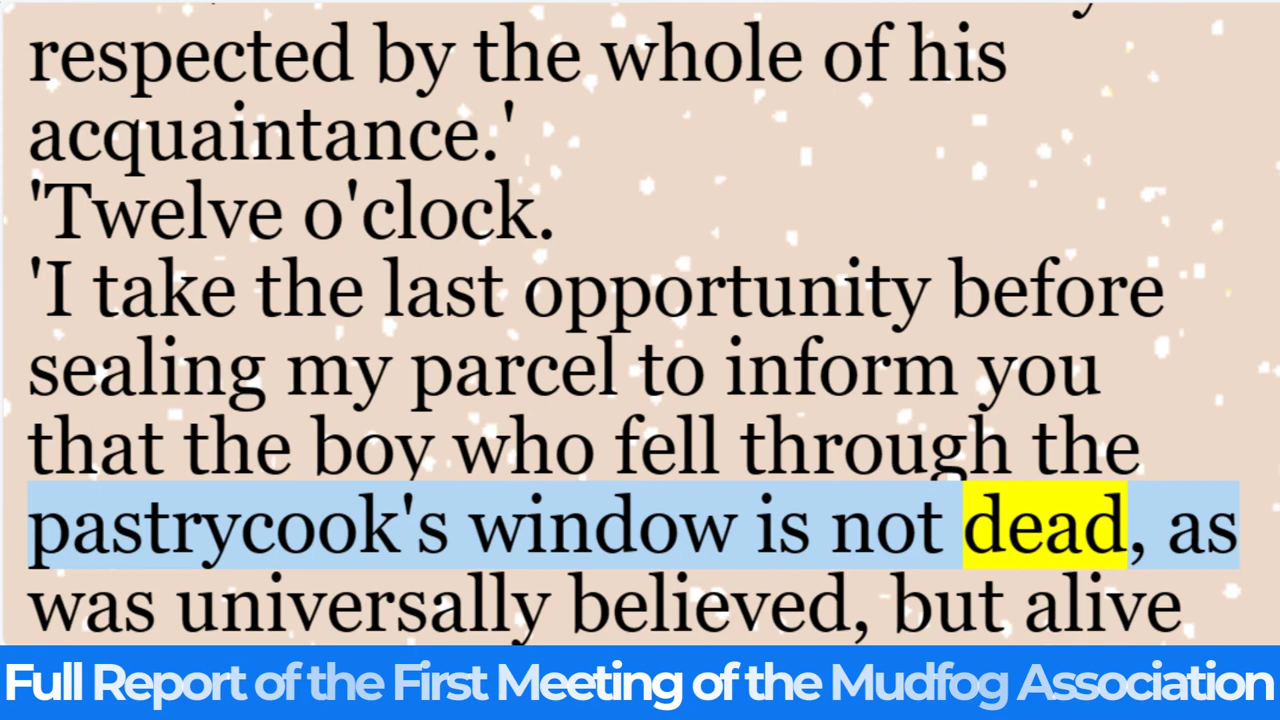 respected by the whole of his
acquaintance.'
'Twelve o'clock.
'I take the last opportunity before
sealing my parcel to inform you
that the boy who fell through the
pastrycook's window is not dead, as
was universally believed, but alive
Full Report of the First Meeting of the Mudfog Association